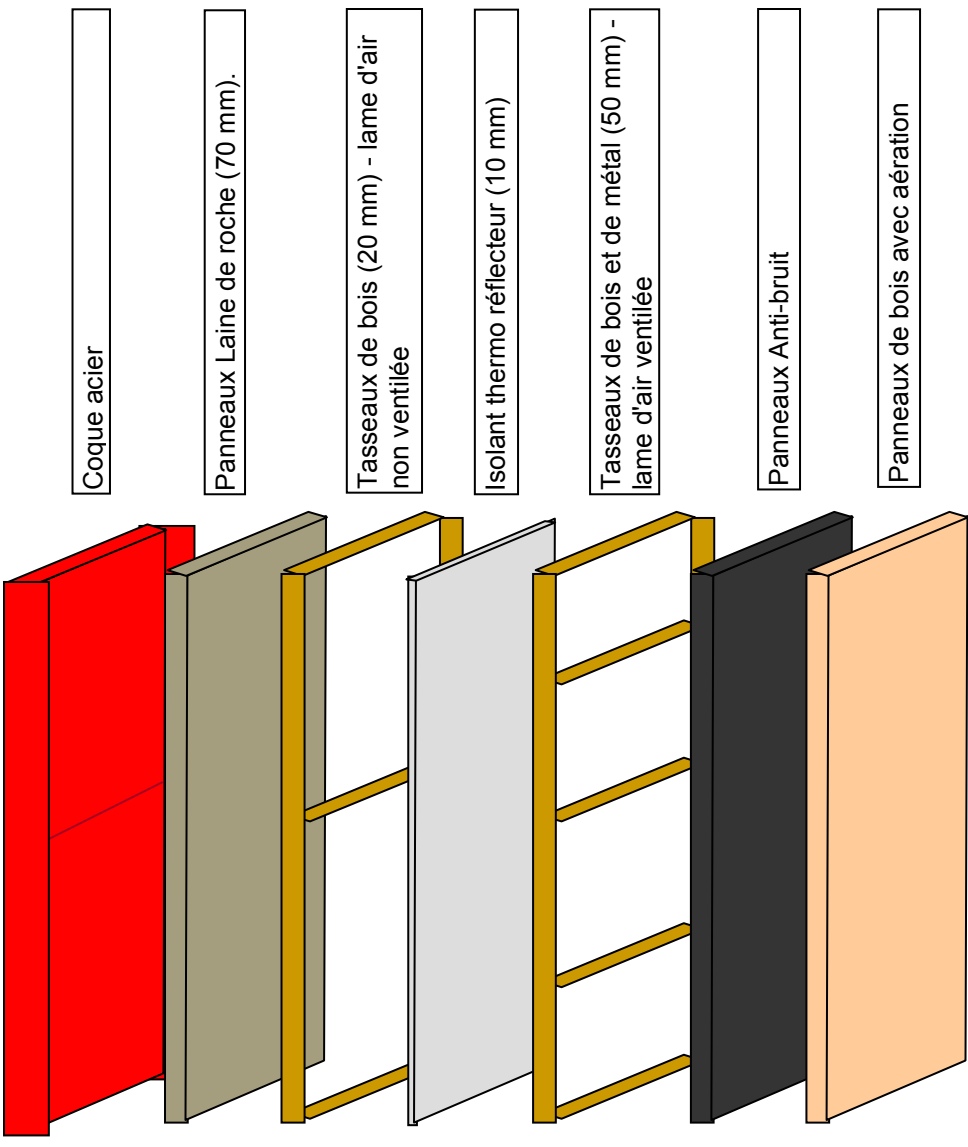 Coque acier
Panneaux Laine de roche (70 mm).
Tasseaux de bois (20 mm) - lame d'air
non ventilée
Isolant thermo réflecteur (10 mm)
Tasseaux de bois et de métal (50 mm) -
lame d'air ventilée
Panneaux Anti-bruit
Panneaux de bois avec aération